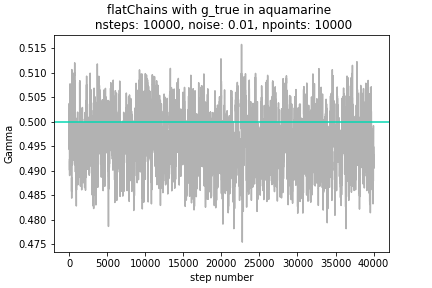 flatChains with g_true in aquamarine
nsteps: 10000, noise: 0.01, npoints: 10000
0.515
0.510
0.505
0.500
0.495
0.490
0.485
0.480
0.475
Gamma
0 5000 10000 15000 20000 25000 30000 35000 40000
step number